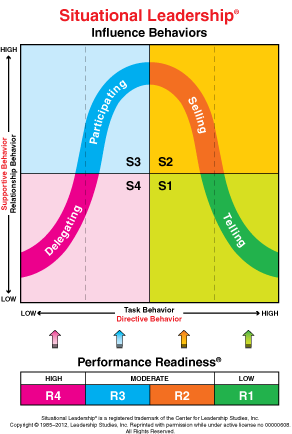 Situational Leadership®
Influence Behaviors
HIGH
Supportive Behavior
Relationship Behavior
LOW
Participating
Selling
S3 S2
S4 S1
Delegating
Telling
Task Behavior
LOW HIGH
Directive Behavior
Performance Readiness®
HIGH MODERATE LOW
R4 R3 R2 R1
Situational Leadership® is a registered trademark of the Center for Leadership Studies, Inc.
Copyright © 1985–2012. Leadership Studies, Inc. Reprinted with permission while under active license no 00000608.
All Rights Reserved.